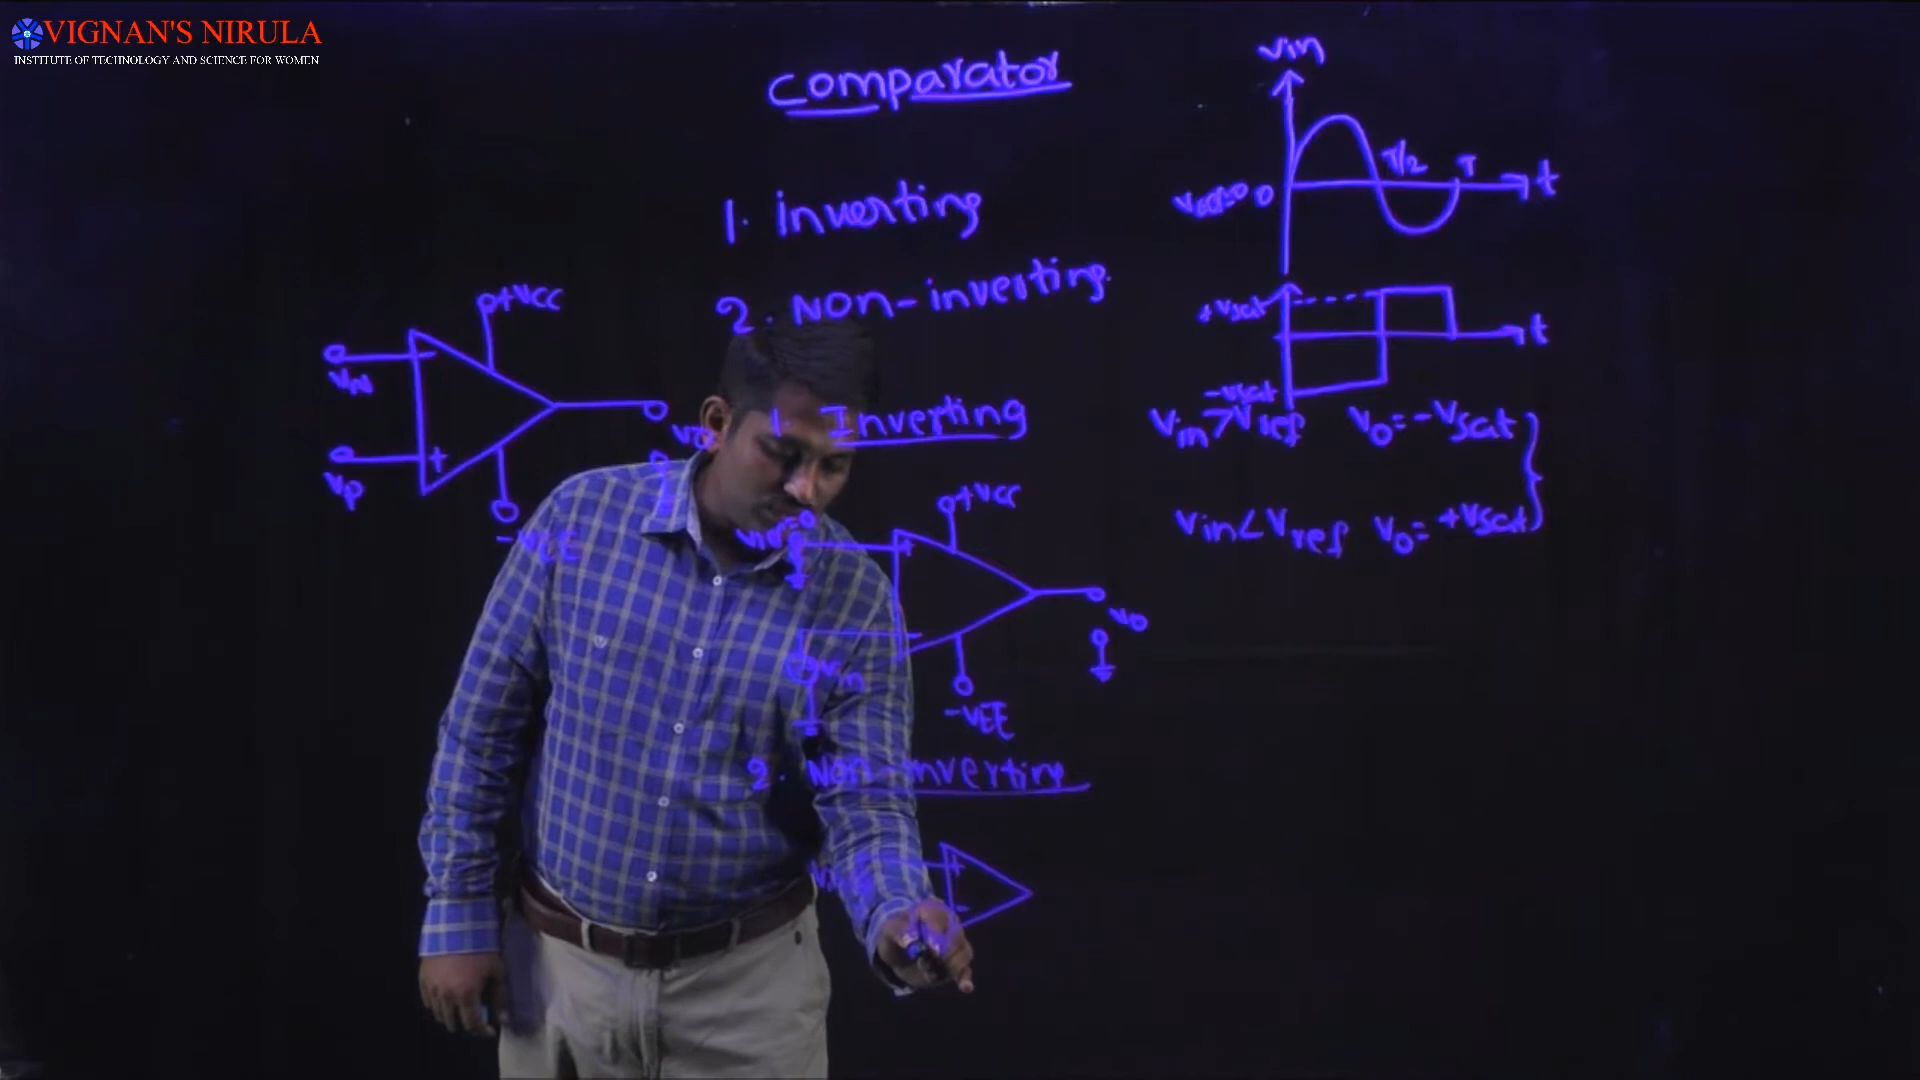 VIGNAN'S NIRULA
INSTITUTE OF TECHNOLOGY AND SCIENCE FOR WOMEN
Comparator
1. inverting
2. Non-inverting.
+VCC
VN
Vp
-VEE
Vo
-
+
1. Inverting
+VCC
+
-
Vin
Vo
-VEE
2. Non-inverting
+
-
Vin
T/2
T
t
0
+Vsat
t
-Vsat
Vin>Vref Vo=-Vsat
Vin<Vref Vo=+Vsat